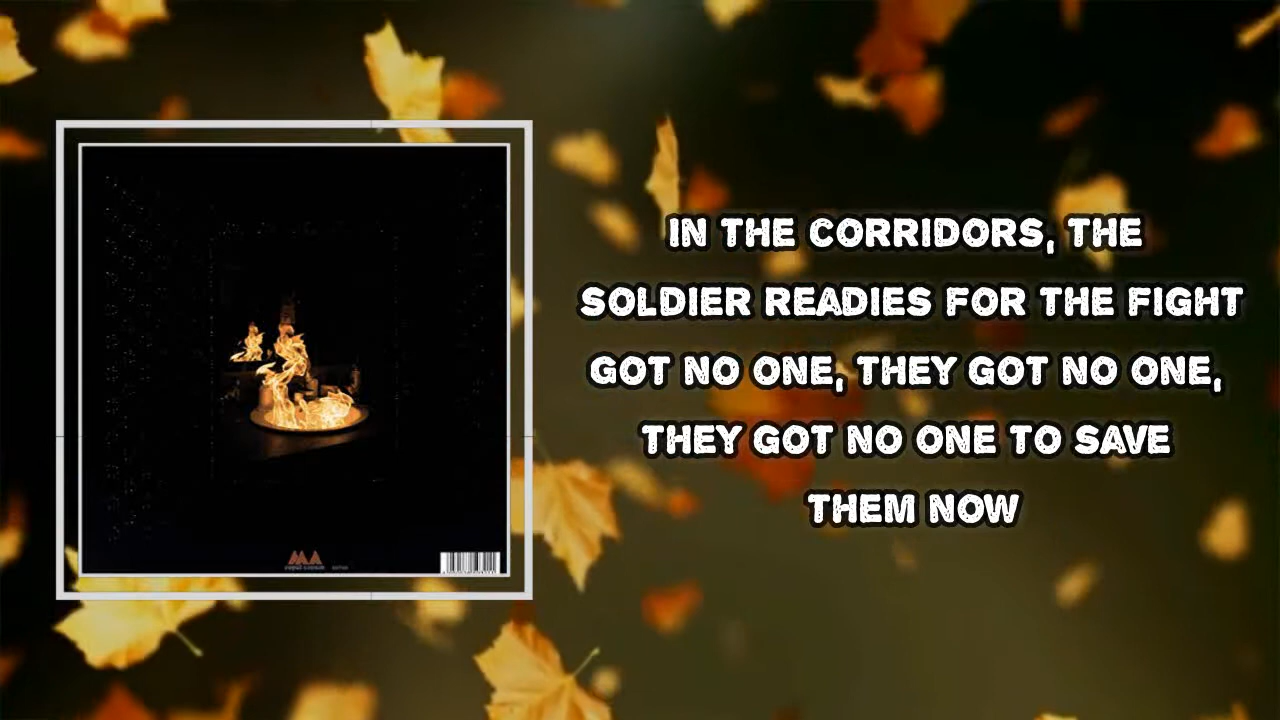 IN THE CORRIDORS, THE
SOLDIER READIES FOR THE FIGHT
GOT NO ONE, THEY GOT NO ONE,
THEY GOT NO ONE TO SAVE
THEM NOW